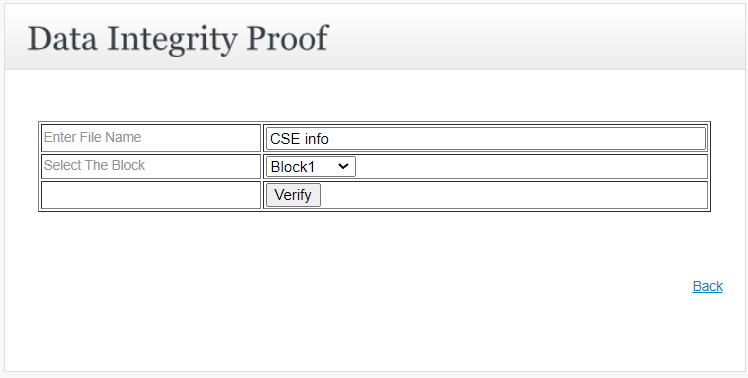 Data Integrity Proof
Enter File Name CSE info
Select The Block Block1
Verify
Back